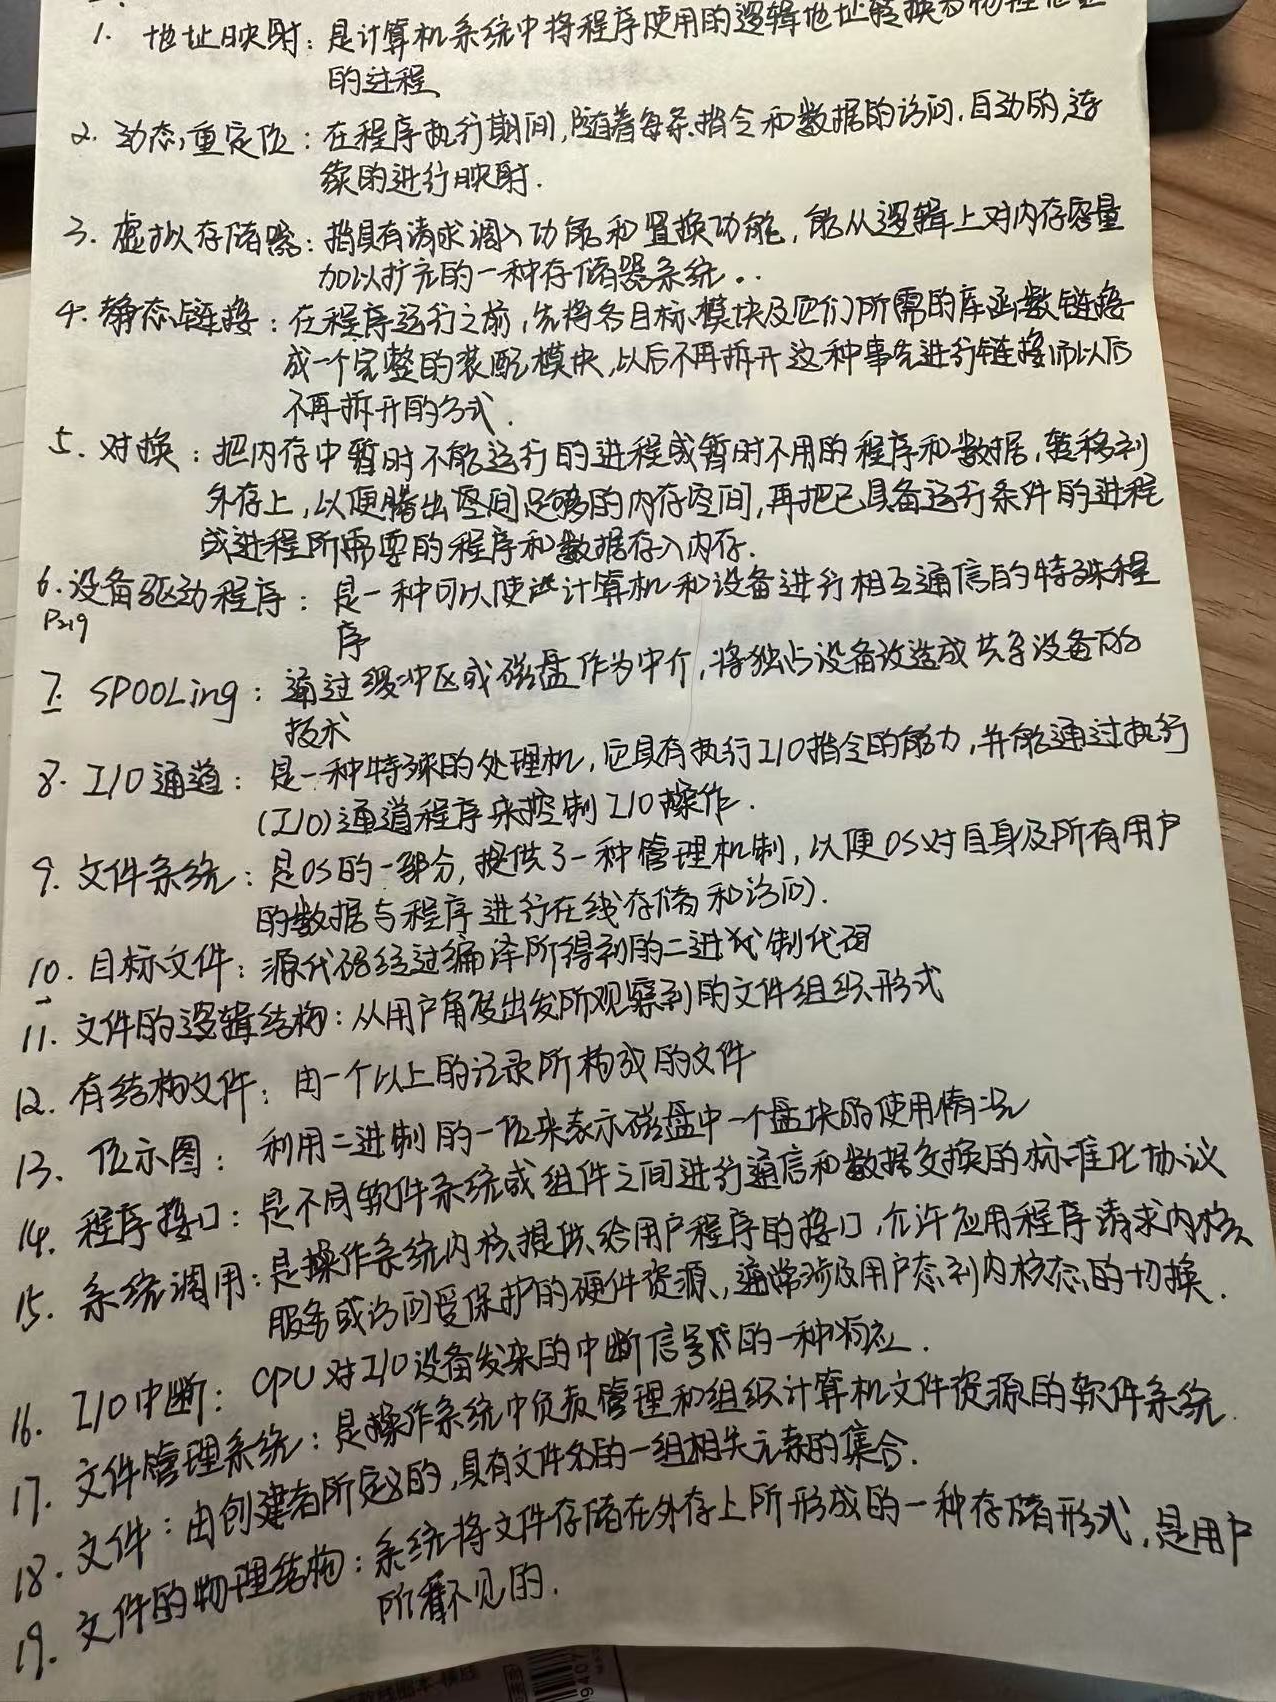 1. 地址映射：是计算机系统中将程序使用的逻辑地址转换为物理地址
的过程
2. 动态重定位：在程序执行期间，随着每条指令和数据的访问，自动的，连
续的进行映射.
3. 虚拟存储器：指具有请求调入功能和置换功能，能从逻辑上对内存容量
加以扩充的一种存储器系统..
4. 静态链接：在程序运行之前，先将各目标模块及它们所需的库函数链接
成一个完整的装配模块，以后不再拆开这种事先进行链接而以后
不再拆开的方式.
5. 对换：把内存中暂时不能运行的进程或暂时不用的程序和数据，转移到
外存上，以便腾出空间足够的内存空间，再把已具备运行条件的进程
或进程所需要的程序和数据存入内存.
6. 设备驱动程序：是一种可以使计算机和设备进行相互通信的特殊程
P219
序
7. SPOOLing：通过缓冲区或磁盘作为中介，将独占设备改造成共享设备的
技术
8. I/O通道：是一种特殊的处理机，它具有执行I/O指令的能力，并能通过执行
(I/O)通道程序来控制I/O操作.
9. 文件系统：是OS的一部分，提供了一种管理机制，以便OS对自身及所有用户
的数据与程序进行在线存储和访问.
10. 目标文件：源代码经过编译所得到的二进制代码
11. 文件的逻辑结构：从用户角度出发所观察到的文件组织形式
12. 有结构文件：由一个以上的记录所构成的文件
13. 位示图：利用二进制的一位来表示磁盘中一个盘块的使用情况
14. 程序接口：是不同软件系统或组件之间进行通信和数据交换的标准化协议
15. 系统调用：是操作系统内核提供给用户程序的接口，允许应用程序请求内核
服务或访问受保护的硬件资源，通常涉及用户态到内核态的切换.
16. I/O中断：CPU对I/O设备发来的中断信号的一种响应.
17. 文件管理系统：是操作系统中负责管理和组织计算机文件资源的软件系统.
18. 文件：由创建者所定义的，具有文件名的一组相关元素的集合.
19. 文件的物理结构：系统将文件存储在外存上所形成的一种存储形式，是用户
所看不见的.